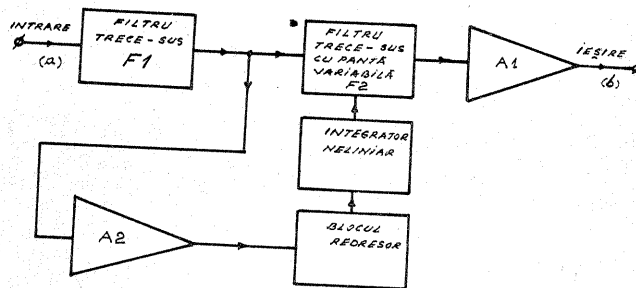 INTRARE
(a)
FILTRU
TRECE-SUS
F1
FILTRU
TRECE-SUS
CU PANTĂ
VARIABILĂ
F2
A1
IEȘIRE
(b)
INTEGRATOR
NELINIAR
A2
BLOCUL
REDRESOR